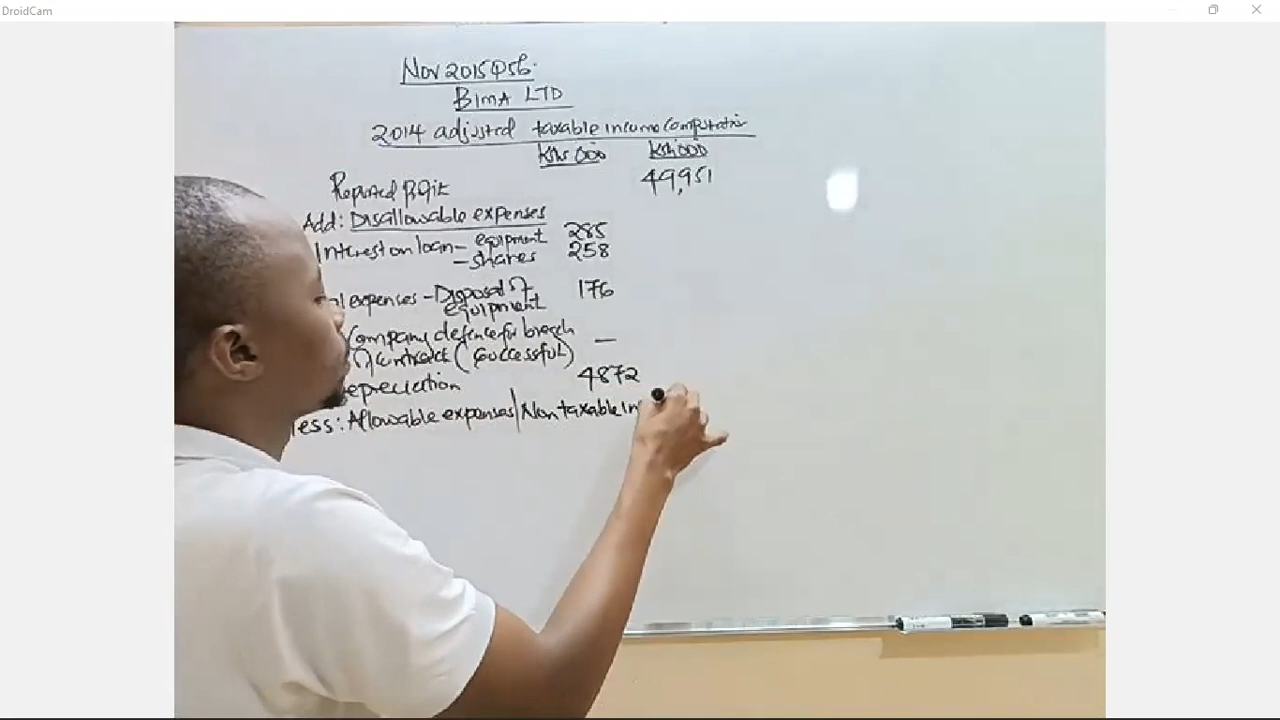 DroidCam
Nov 2015 Q5b.
BIMA LTD
2014 adjusted taxable income computation
Kshs 000 Ksh 000
Reported Profit 49,951
Add: Disallowable expenses
Interest on loan - equipment 285
- shares 258
expenses - Disposal of 176
equipment
Company defence for breach
of contract (Successful) —
epreciation 4872
ess: Allowable expenses/Non taxable in